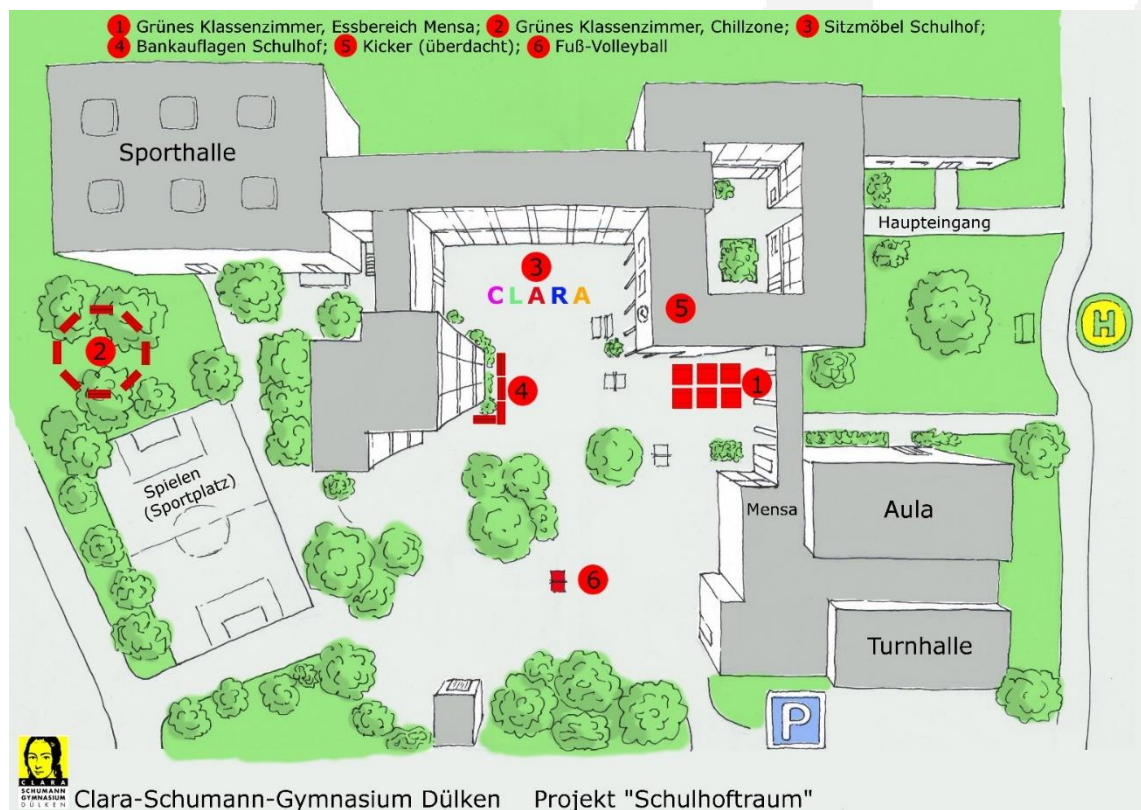 1 Grünes Klassenzimmer, Essbereich Mensa; 2 Grünes Klassenzimmer, Chillzone; 3 Sitzmöbel Schulhof;
4 Bankauflagen Schulhof; 5 Kicker (überdacht); 6 Fuß-Volleyball
Sporthalle
Haupteingang
3
CLARA
5
H
2
1
4
Spielen
(Sportplatz)
Mensa
Aula
6
Turnhalle
P
CLARA
SCHUMANN
GYMNASIUM
DÜLKEN
Clara-Schumann-Gymnasium Dülken Projekt "Schulhoftraum"